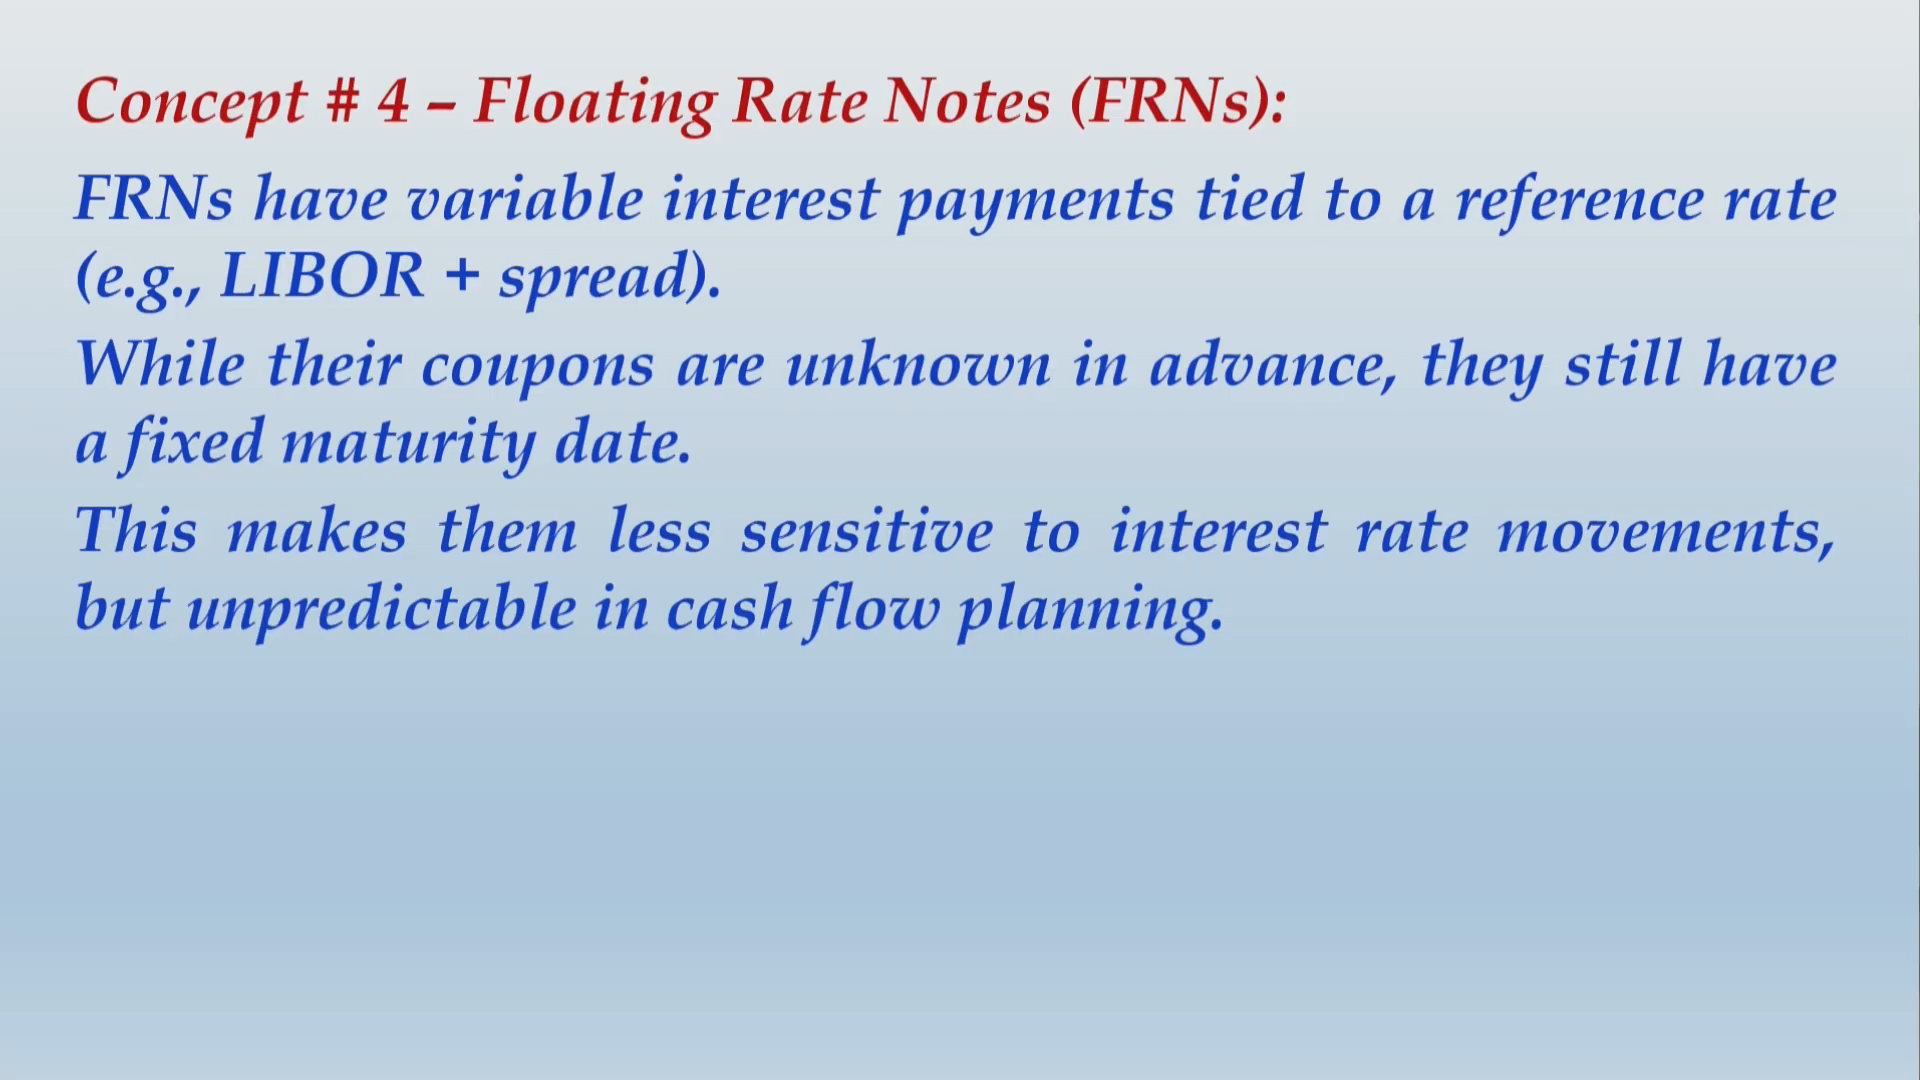 Concept # 4 – Floating Rate Notes (FRNs):
FRNs have variable interest payments tied to a reference rate
(e.g., LIBOR + spread).
While their coupons are unknown in advance, they still have
a fixed maturity date.
This makes them less sensitive to interest rate movements,
but unpredictable in cash flow planning.